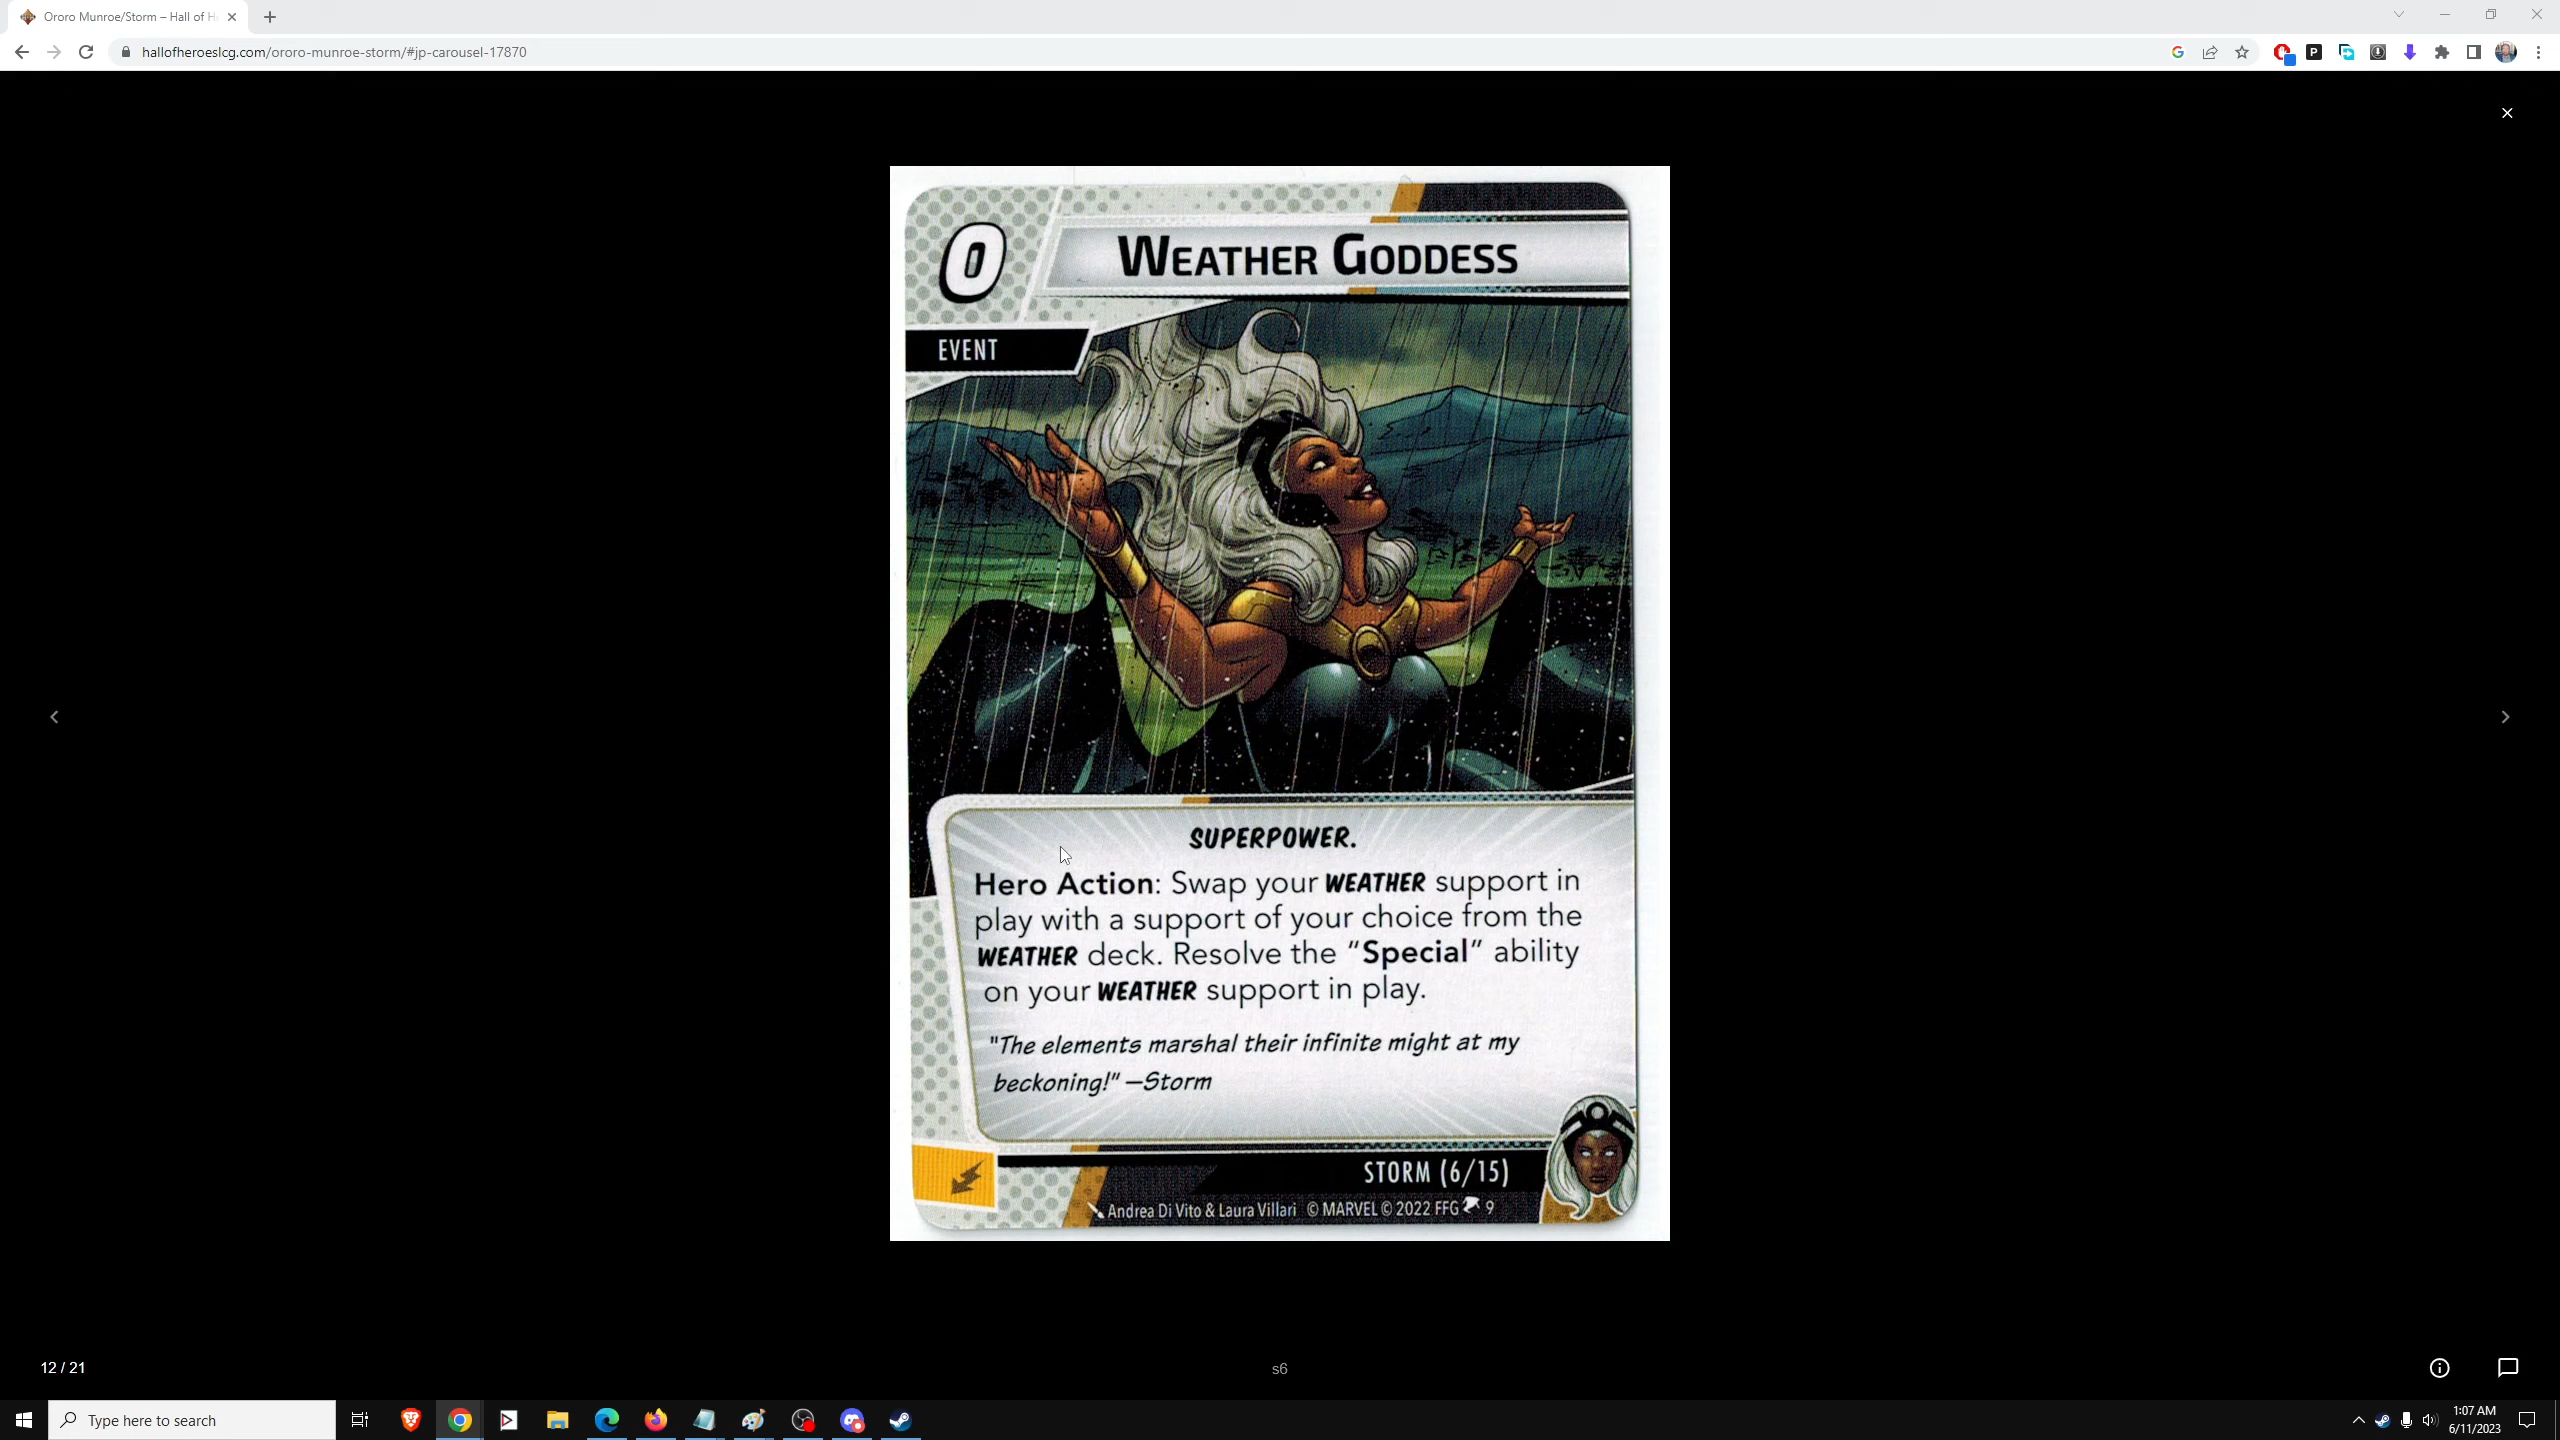 Ororo Munroe/Storm – Hall of H
hallofheroeslcg.com/ororo-munroe-storm/#jp-carousel-17870
0
WEATHER GODDESS
EVENT
SUPERPOWER.
Hero Action: Swap your WEATHER support in
play with a support of your choice from the
WEATHER deck. Resolve the “Special” ability
on your WEATHER support in play.
"The elements marshal their infinite might at my
beckoning!" —Storm
STORM (6/15)
Andrea Di Vito & Laura Villari © MARVEL © 2022 FFG 9
12 / 21
s6
Type here to search
1:07 AM
6/11/2023